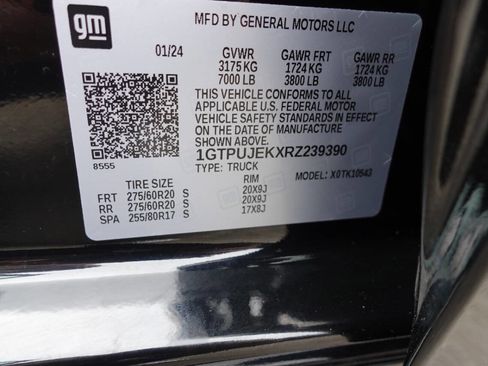 gm
MFD BY GENERAL MOTORS LLC
01/24 GVWR GAWR FRT GAWR RR
3175 KG 1724 KG 1724 KG
7000 LB 3800 LB 3800 LB
THIS VEHICLE CONFORMS TO ALL
APPLICABLE U.S. FEDERAL MOTOR
VEHICLE SAFETY STANDARDS IN EFFECT ON
THE DATE OF MANUFACTURE SHOWN ABOVE.
1GTPUJEKXRZ239390
8555
TYPE: TRUCK MODEL: X0TK10543
TIRE SIZE RIM
FRT 275/60R20 S 20X9J
RR 275/60R20 S 20X9J
SPA 255/80R17 S 17X8J